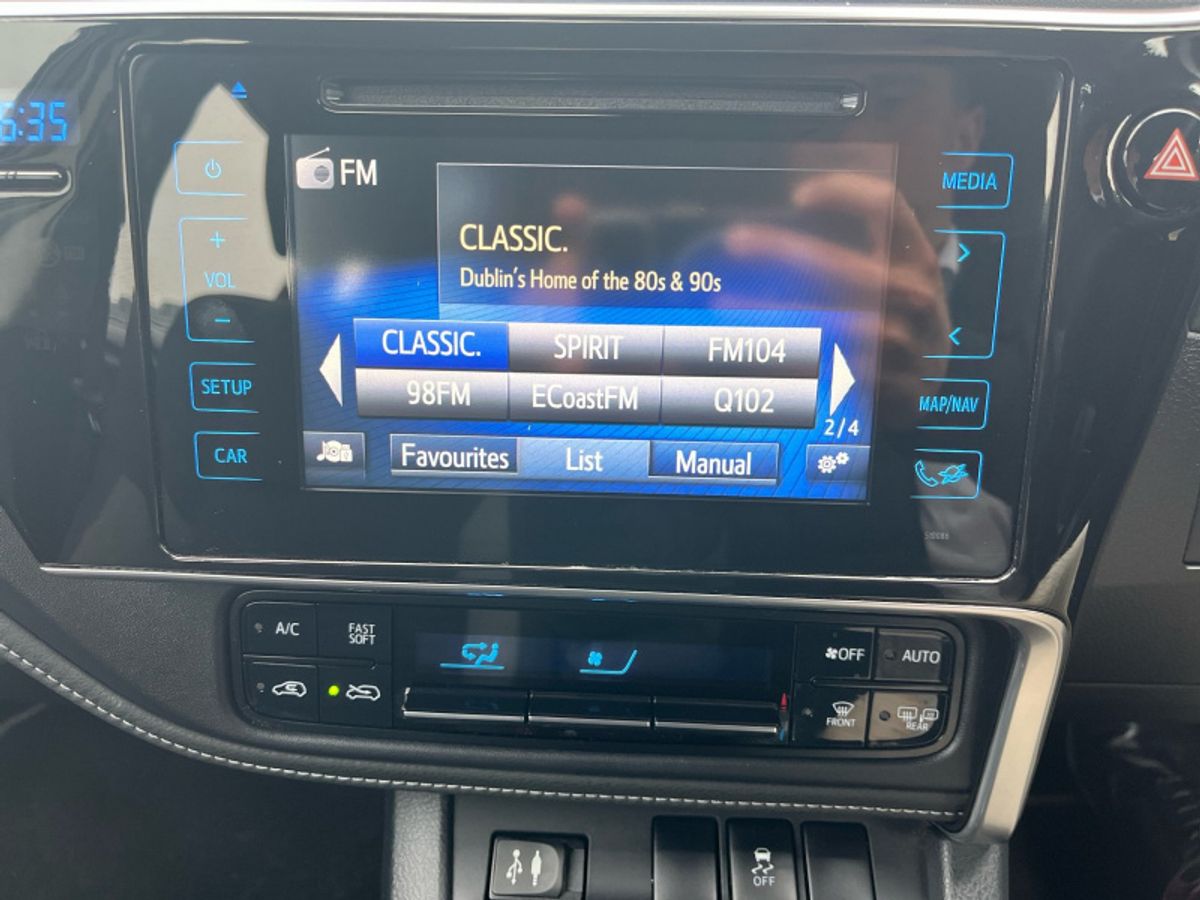 6:35
FM
MEDIA
CLASSIC.
Dublin's Home of the 80s & 90s
+
VOL
-
CLASSIC. SPIRIT FM104
SETUP
98FM ECoastFM Q102
MAP/NAV
2/4
CAR
Favourites List Manual
A/C FAST SOFT
OFF AUTO
FRONT
REAR
OFF